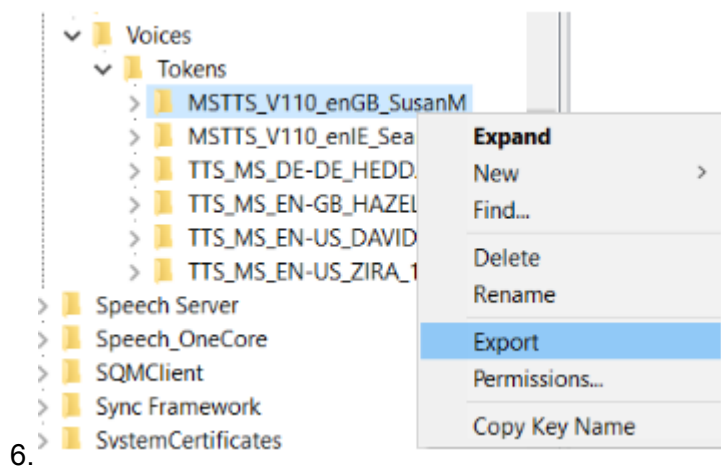 Voices
Tokens
MSTTS_V110_enGB_SusanM
MSTTS_V110_enIE_Sea
TTS_MS_DE-DE_HEDD
TTS_MS_EN-GB_HAZEL
TTS_MS_EN-US_DAVID
TTS_MS_EN-US_ZIRA_1
Speech Server
Speech_OneCore
SQMClient
Sync Framework
SystemCertificates
Expand
New
Find...
Delete
Rename
Export
Permissions...
Copy Key Name
6.